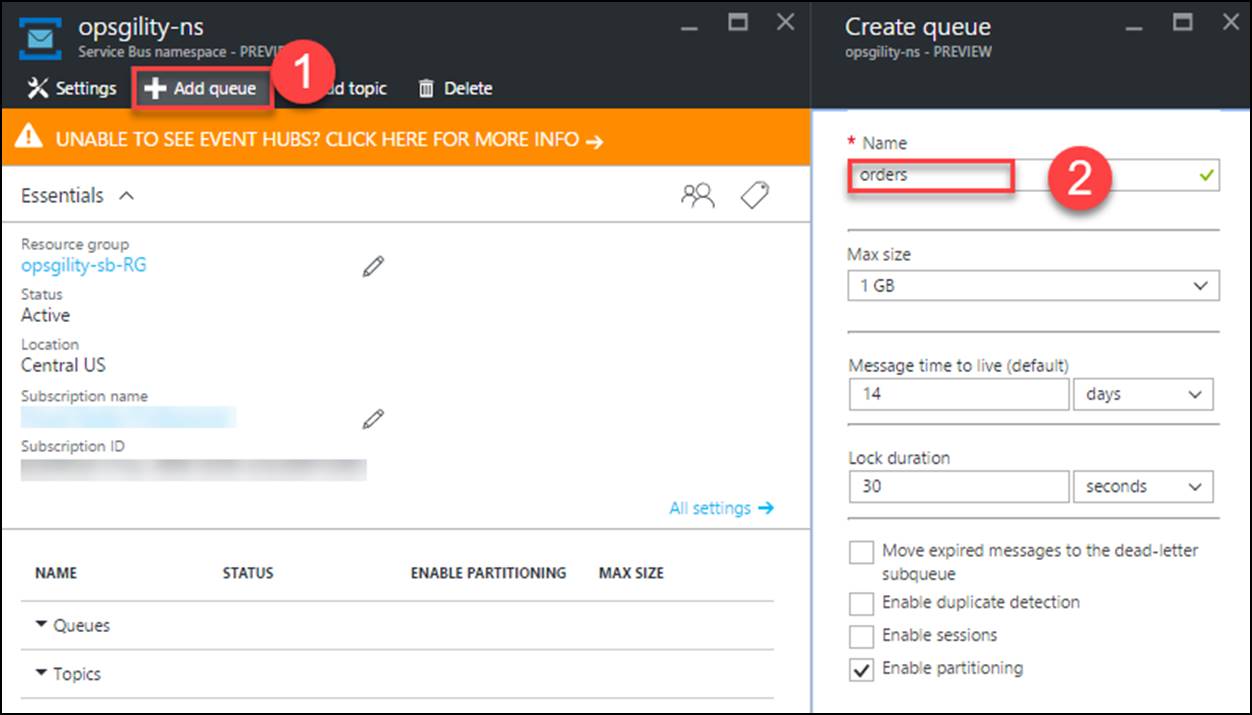 opsgility-ns
Service Bus namespace - PREVI
Settings
Add queue
1
dd topic
Delete
UNABLE TO SEE EVENT HUBS? CLICK HERE FOR MORE INFO →
Essentials
Resource group
opsgility-sb-RG
Status
Active
Location
Central US
Subscription name
Subscription ID
All settings →
NAME STATUS ENABLE PARTITIONING MAX SIZE
Queues
Topics
Create queue
opsgility-ns - PREVIEW
* Name
orders
2
Max size
1 GB
Message time to live (default)
14 days
Lock duration
30 seconds
Move expired messages to the dead-letter
subqueue
Enable duplicate detection
Enable sessions
Enable partitioning